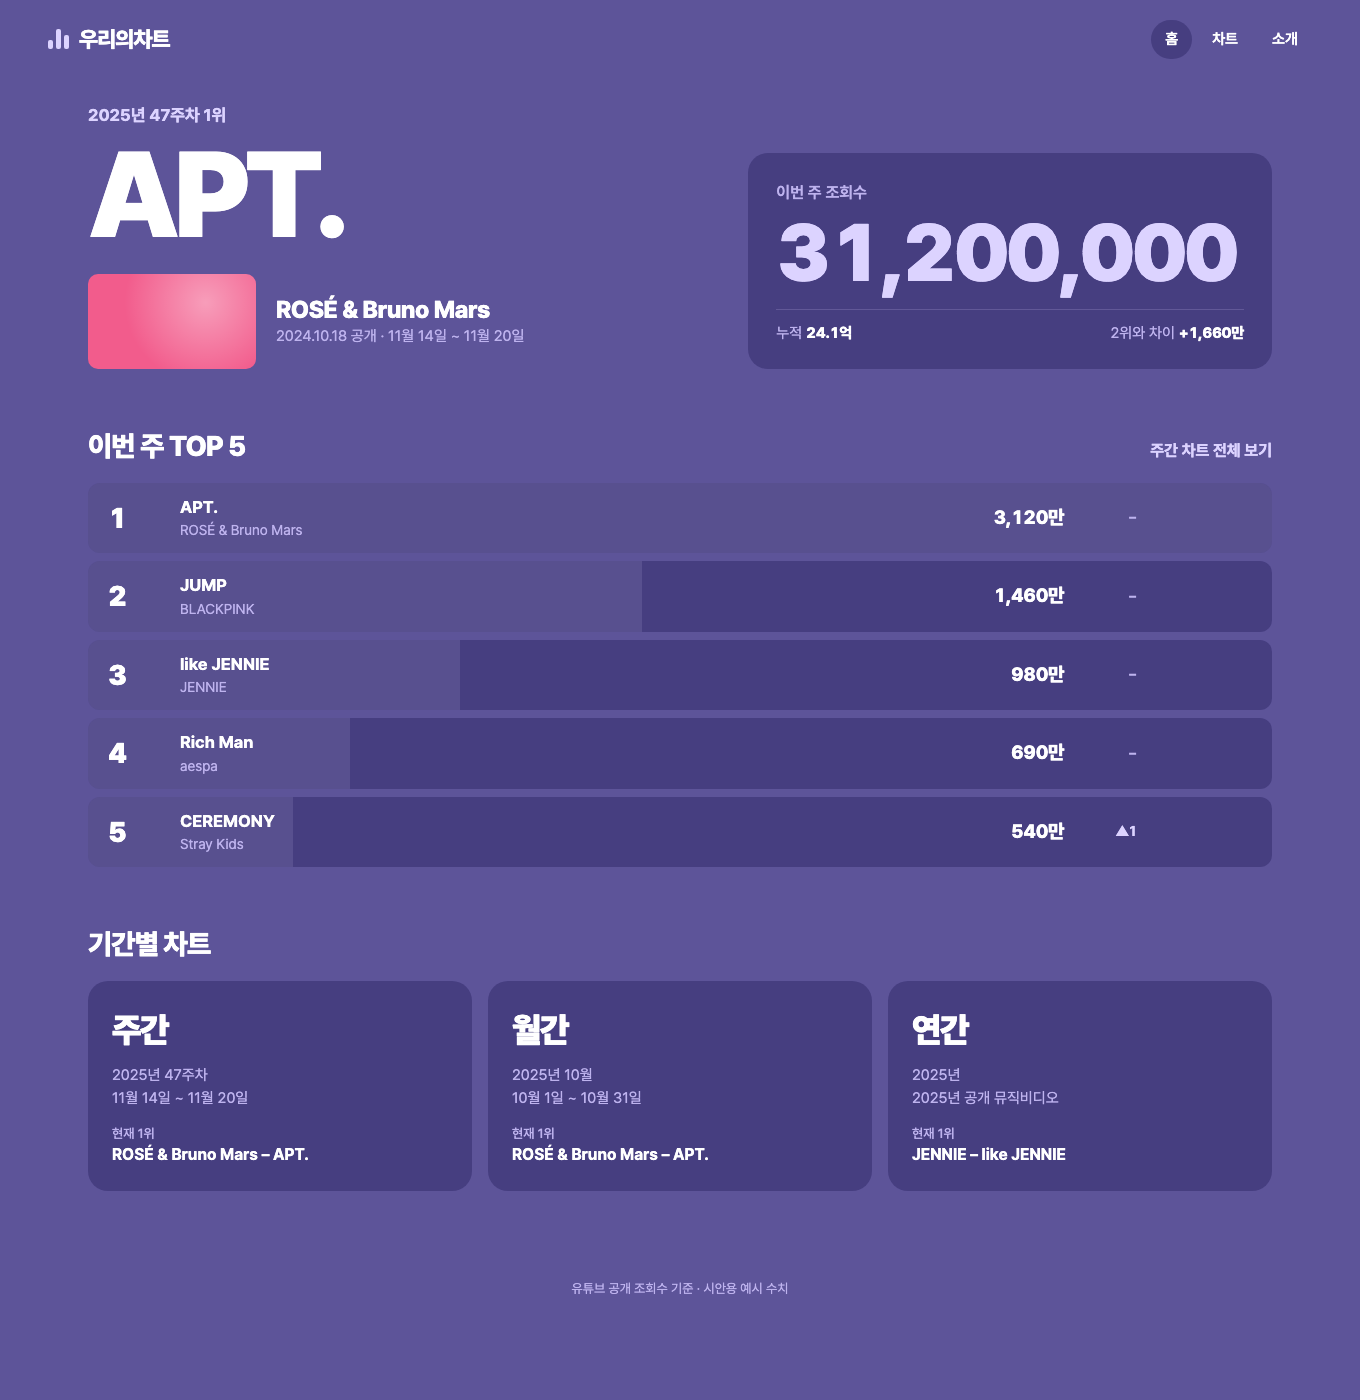 우리의차트
홈 차트 소개
2025년 47주차 1위
APT.
ROSÉ & Bruno Mars
2024.10.18 공개 · 11월 14일 ~ 11월 20일
이번 주 조회수
31,200,000
누적 24.1억 2위와 차이 +1,660만
이번 주 TOP 5 주간 차트 전체 보기
1 APT. 3,120만 –
ROSÉ & Bruno Mars
2 JUMP 1,460만 –
BLACKPINK
3 like JENNIE 980만 –
JENNIE
4 Rich Man 690만 –
aespa
5 CEREMONY 540만 ▲1
Stray Kids
기간별 차트
주간
2025년 47주차
11월 14일 ~ 11월 20일
현재 1위
ROSÉ & Bruno Mars – APT.
월간
2025년 10월
10월 1일 ~ 10월 31일
현재 1위
ROSÉ & Bruno Mars – APT.
연간
2025년
2025년 공개 뮤직비디오
현재 1위
JENNIE – like JENNIE
유튜브 공개 조회수 기준 · 시안용 예시 수치